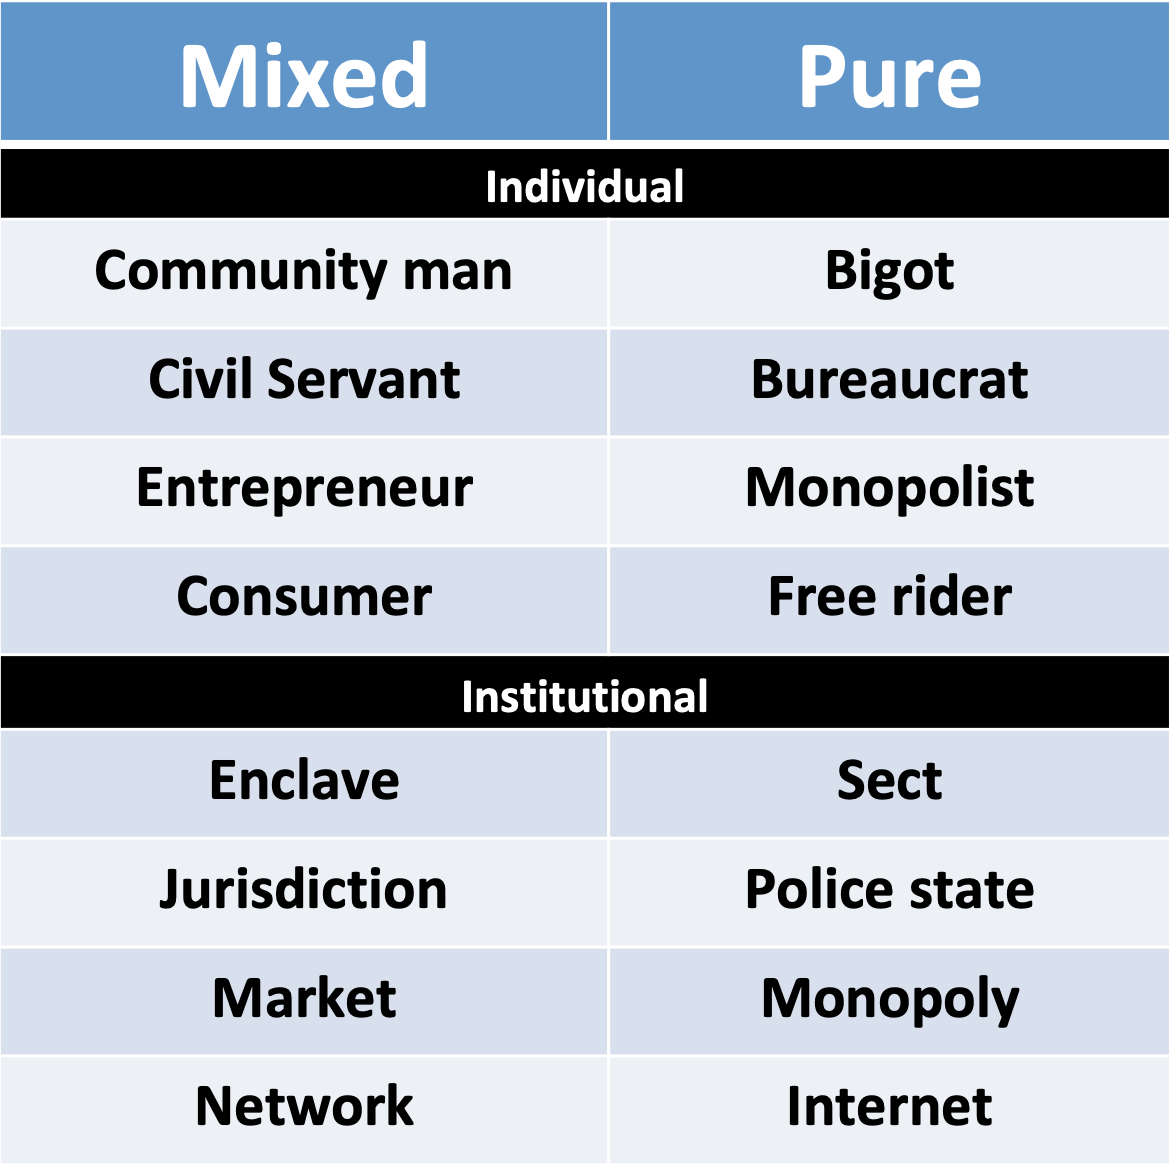 Mixed Pure
Individual
Community man Bigot
Civil Servant Bureaucrat
Entrepreneur Monopolist
Consumer Free rider
Institutional
Enclave Sect
Jurisdiction Police state
Market Monopoly
Network Internet